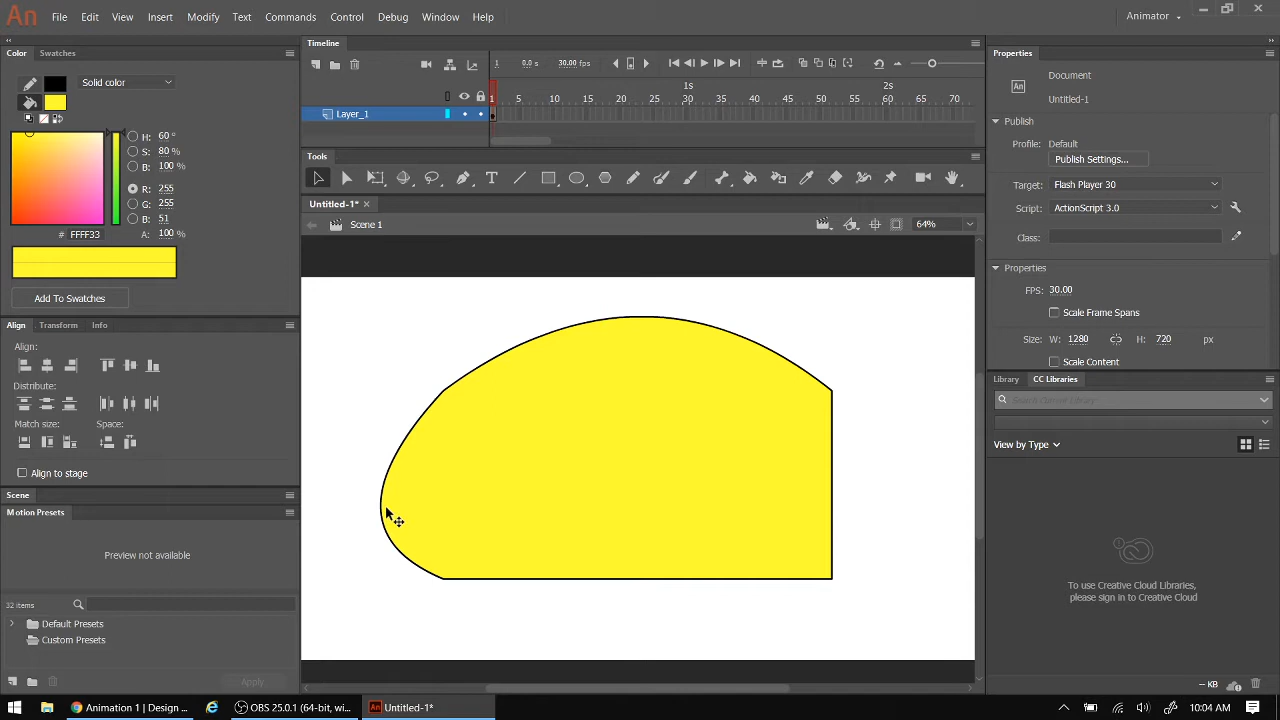 An File Edit View Insert Modify Text Commands Control Debug Window Help Animator
Color Swatches
Solid color
H: 60 °
S: 80 %
B: 100 %
R: 255
G: 255
B: 51
# FFFF33 A: 100 %
Add To Swatches
Align Transform Info
Align:
Distribute:
Match size: Space:
Align to stage
Scene
Motion Presets
Preview not available
32 items
Default Presets
Custom Presets
Apply
Timeline
1 0.0 s 30.00 fps
1s 2s
1 5 10 15 20 25 30 35 40 45 50 55 60 65 70
Layer_1
Tools
Untitled-1* ×
Scene 1 64%
Properties
An Document
Untitled-1
Publish
Profile: Default
Publish Settings...
Target: Flash Player 30
Script: ActionScript 3.0
Class:
Properties
FPS: 30.00
Scale Frame Spans
Size: W: 1280 H: 720 px
Scale Content
Library CC Libraries
Search Current Library
View by Type
To use Creative Cloud Libraries,
please sign in to Creative Cloud
-- KB
Animation 1 | Design ... OBS 25.0.1 (64-bit, w... An Untitled-1* 10:04 AM